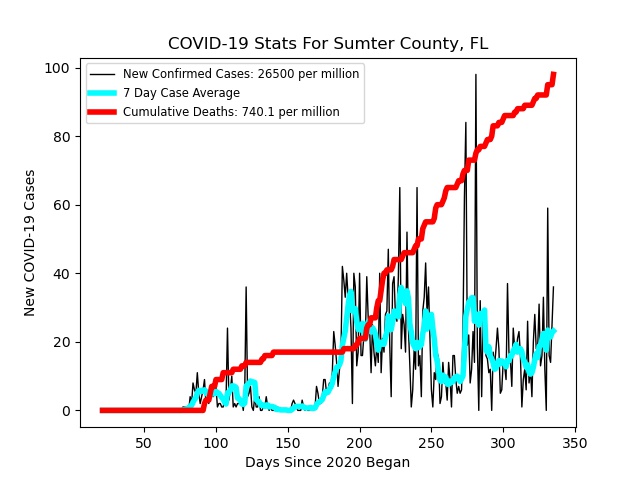 COVID-19 Stats For Sumter County, FL
New Confirmed Cases: 26500 per million
7 Day Case Average
Cumulative Deaths: 740.1 per million
New COVID-19 Cases
100
80
60
40
20
0
50 100 150 200 250 300 350
Days Since 2020 Began